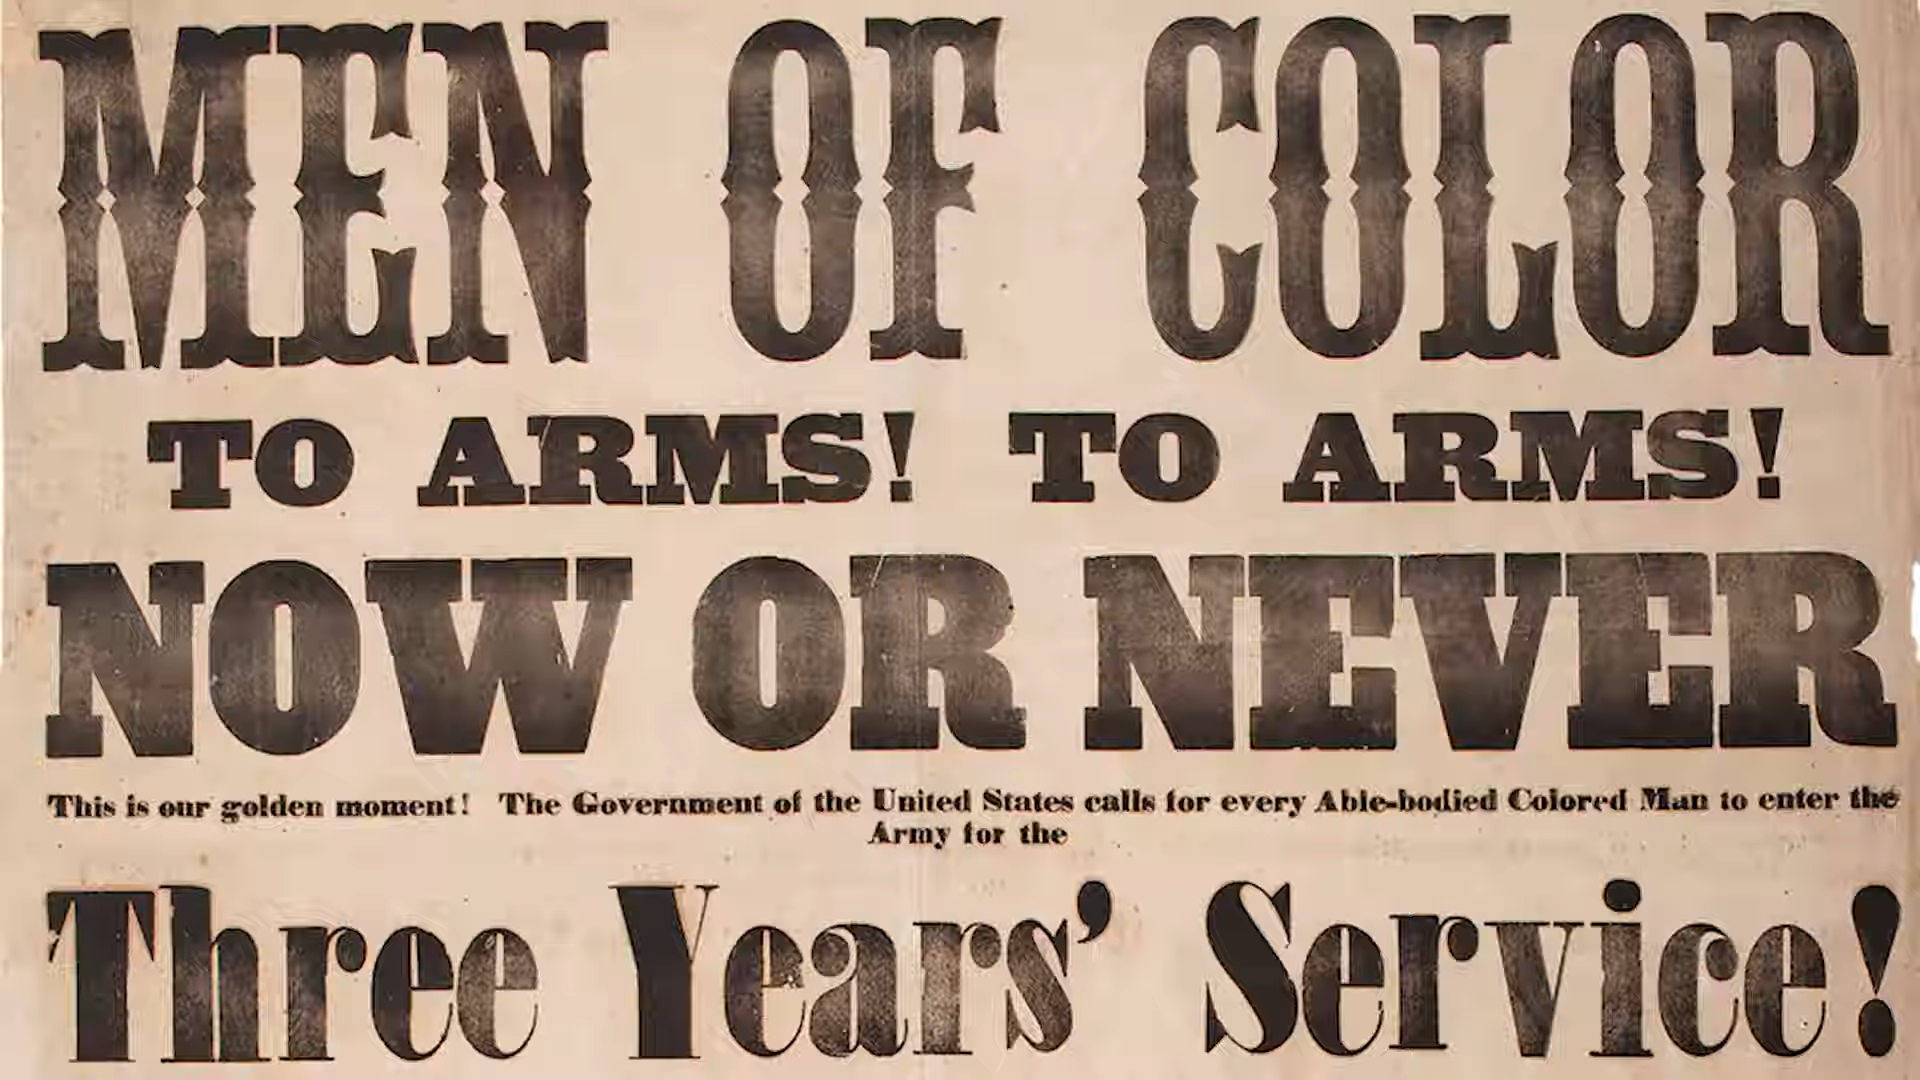 MEN OF COLOR
TO ARMS! TO ARMS!
NOW OR NEVER
This is our golden moment! The Government of the United States calls for every Able-bodied Colored Man to enter the
Army for the
Three Years' Service!